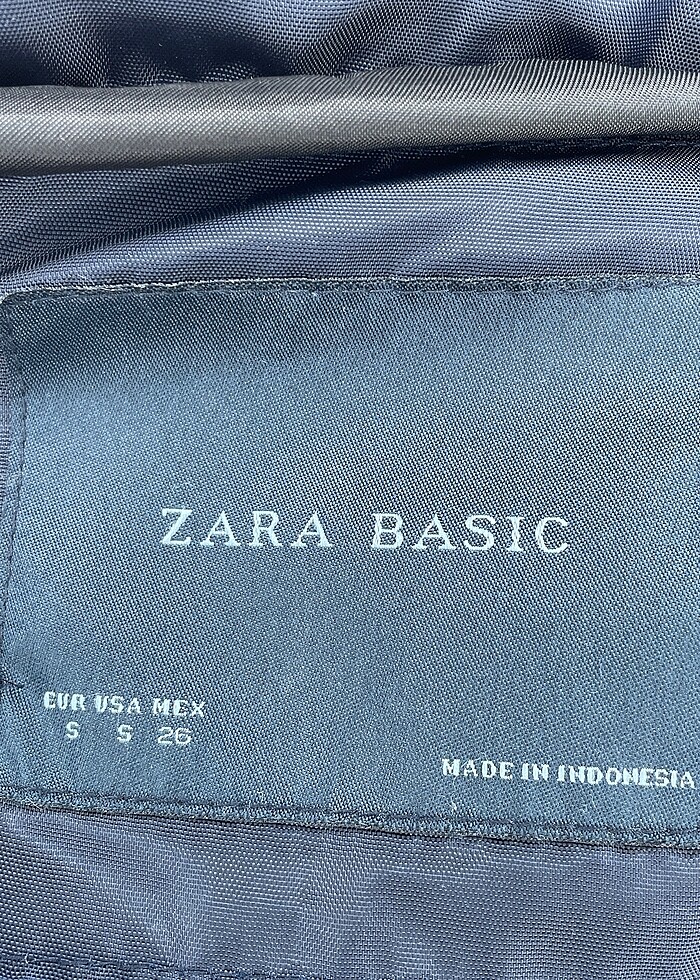 ZARA BASIC
EUR USA MEX
S S 26
MADE IN INDONESIA